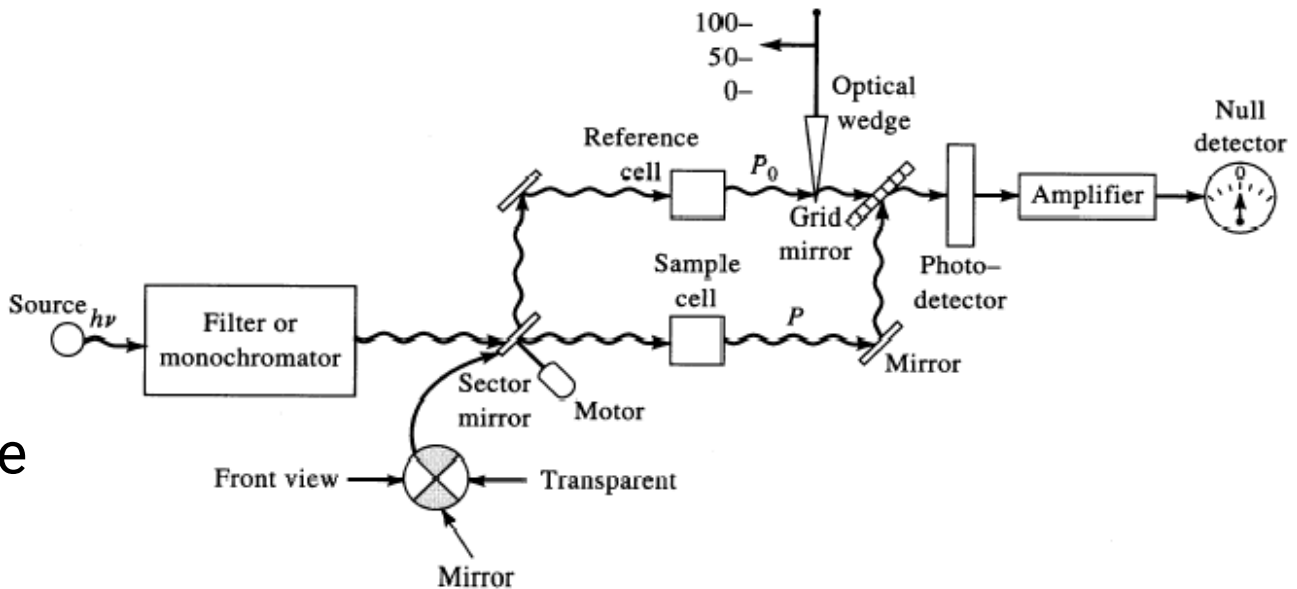 100–
50–
0–
Optical
wedge
Null
detector
0
Reference
cell
P₀
Grid
mirror
Amplifier
Photo–
detector
Sample
cell
P
Mirror
Source
hν
Filter or
monochromator
Sector
mirror
Motor
e
Front view
Transparent
Mirror